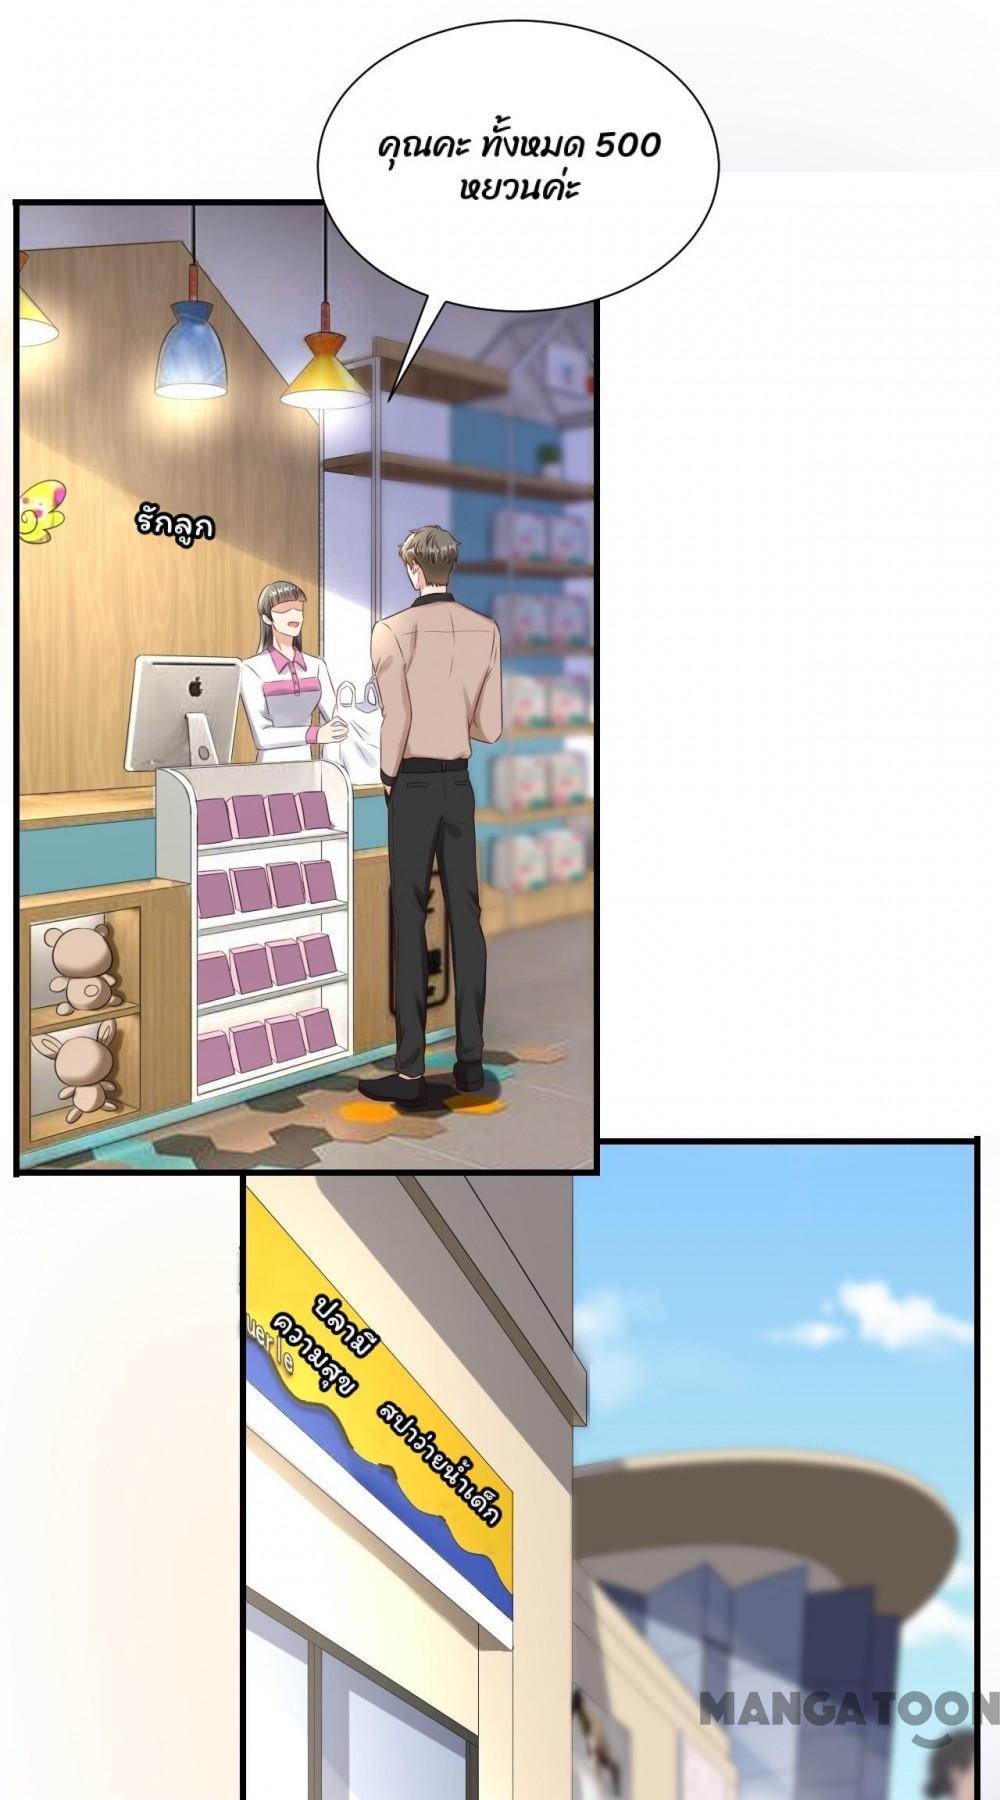 คุณคะ ทั้งหมด 500
หยวนค่ะ
รักลูก
ปลามี
ความสุข
uerle
สปาว่ายน้ำเด็ก
MANGATOON